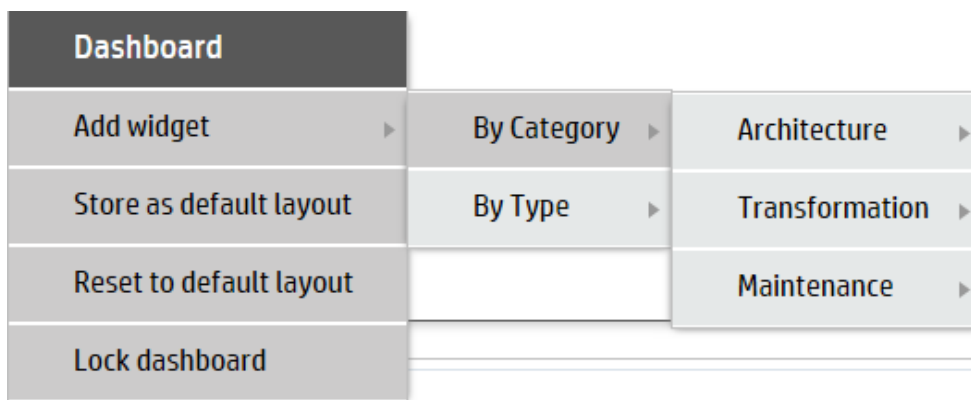 Dashboard
Add widget
By Category
Architecture
Store as default layout
By Type
Transformation
Reset to default layout
Maintenance
Lock dashboard